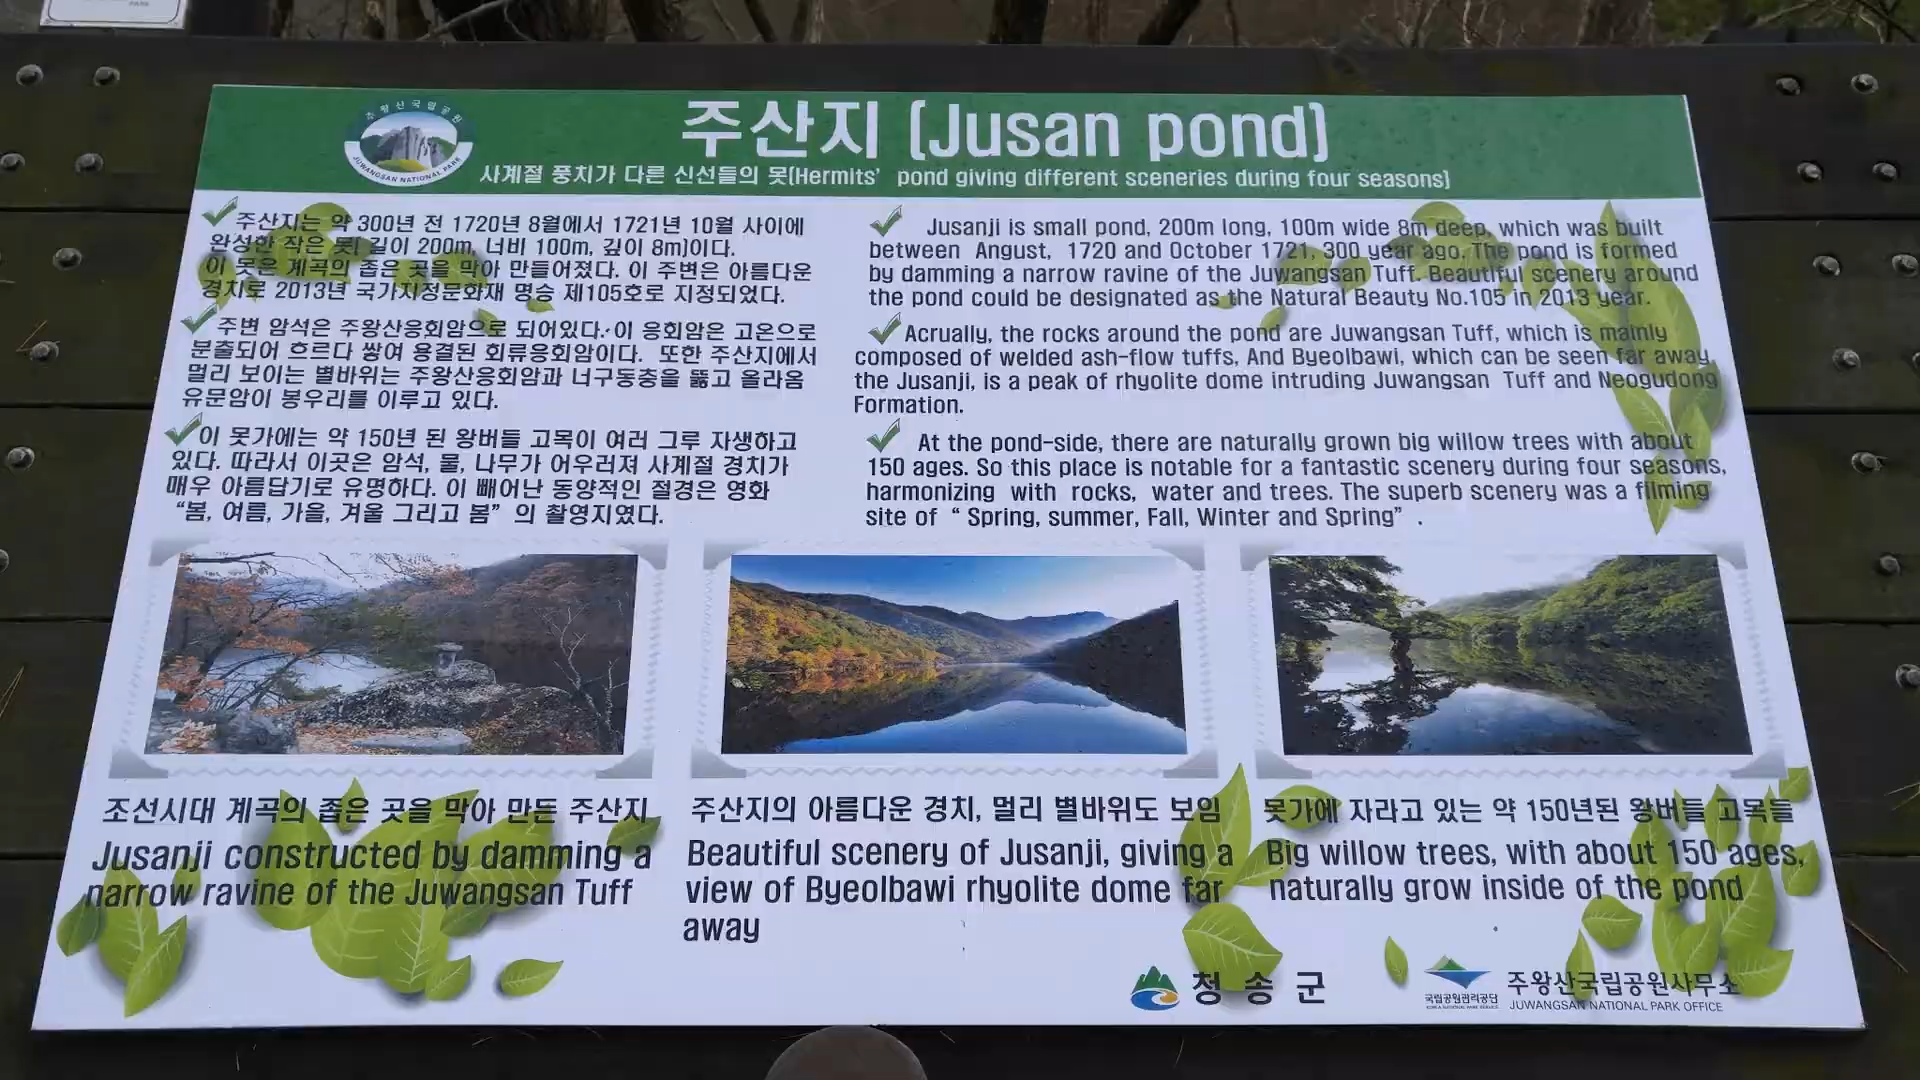 PARK
주왕산국립공원
JUWANGSAN NATIONAL PARK
주산지 (Jusan pond)
사계절 풍치가 다른 신선들의 못(Hermits' pond giving different sceneries during four seasons)
주산지는 약 300년 전 1720년 8월에서 1721년 10월 사이에
완성한 작은 못( 길이 200m, 너비 100m, 깊이 8m)이다.
이 못은 계곡의 좁은 곳을 막아 만들어졌다. 이 주변은 아름다운
경치로 2013년 국가지정문화재 명승 제105호로 지정되었다.
주변 암석은 주왕산응회암으로 되어있다. 이 응회암은 고온으로
분출되어 흐르다 쌓여 용결된 회류응회암이다. 또한 주산지에서
멀리 보이는 별바위는 주왕산응회암과 너구동층을 뚫고 올라옴
유문암이 봉우리를 이루고 있다.
이 못가에는 약 150년 된 왕버들 고목이 여러 그루 자생하고
있다. 따라서 이곳은 암석, 물, 나무가 어우러져 사계절 경치가
매우 아름답기로 유명하다. 이 빼어난 동양적인 절경은 영화
“봄, 여름, 가을, 겨울 그리고 봄” 의 촬영지였다.
Jusanji is small pond, 200m long, 100m wide 8m deep, which was built
between Angust, 1720 and October 1721, 300 year ago. The pond is formed
by damming a narrow ravine of the Juwangsan Tuff. Beautiful scenery around
the pond could be designated as the Natural Beauty No.105 in 2013 year.
Acrually, the rocks around the pond are Juwangsan Tuff, which is mainly
composed of welded ash-flow tuffs, And Byeolbawi, which can be seen far away,
the Jusanji, is a peak of rhyolite dome intruding Juwangsan Tuff and Neogudong
Formation.
At the pond-side, there are naturally grown big willow trees with about
150 ages. So this place is notable for a fantastic scenery during four seasons,
harmonizing with rocks, water and trees. The superb scenery was a filming
site of “ Spring, summer, Fall, Winter and Spring” .
조선시대 계곡의 좁은 곳을 막아 만든 주산지
Jusanji constructed by damming a
narrow ravine of the Juwangsan Tuff
주산지의 아름다운 경치, 멀리 별바위도 보임
Beautiful scenery of Jusanji, giving a
view of Byeolbawi rhyolite dome far
away
못가에 자라고 있는 약 150년된 왕버들 고목들
Big willow trees, with about 150 ages,
naturally grow inside of the pond
청송군
국립공원관리공단
KOREA NATIONAL PARK SERVICE
주왕산국립공원사무소
JUWANGSAN NATIONAL PARK OFFICE